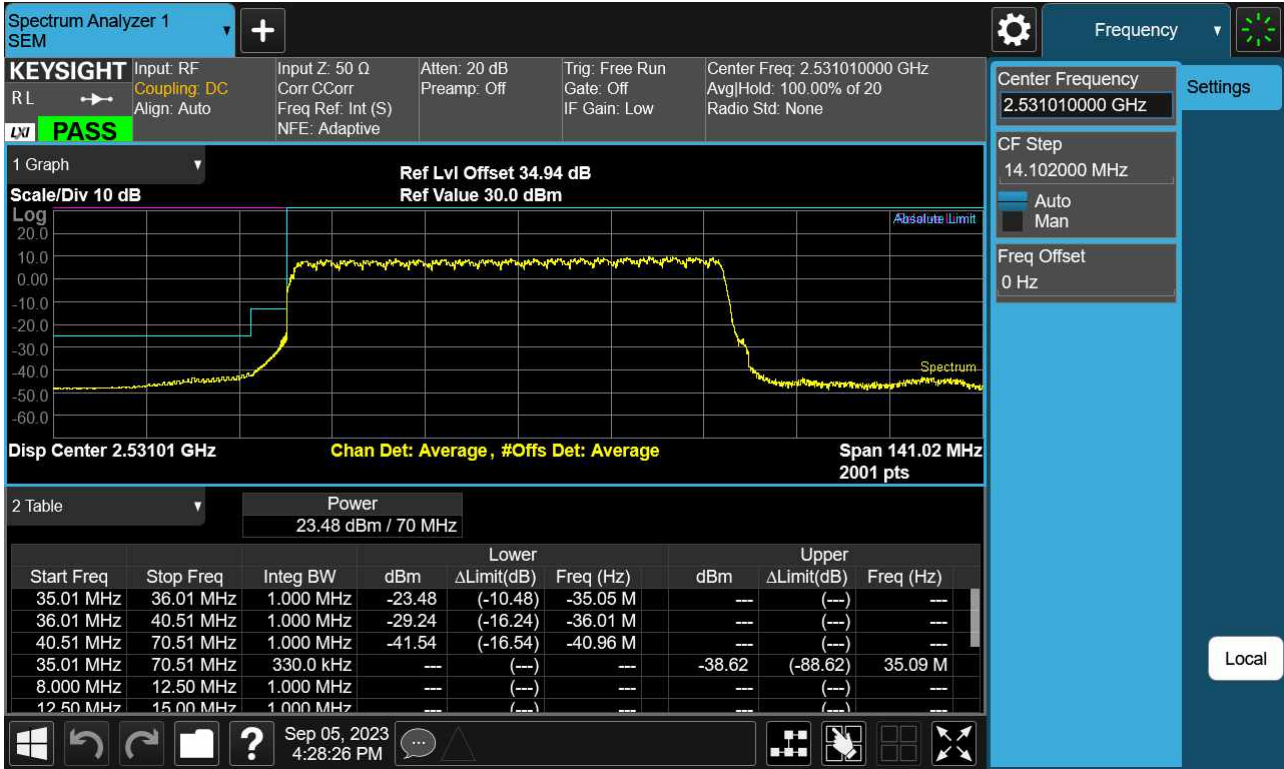 Spectrum Analyzer 1
SEM
Frequency
KEYSIGHT
R L
LXI
PASS
Input: RF
Coupling: DC
Align: Auto
Input Z: 50 Ω
Corr CCorr
Freq Ref: Int (S)
NFE: Adaptive
Atten: 20 dB
Preamp: Off
Trig: Free Run
Gate: Off
IF Gain: Low
Center Freq: 2.531010000 GHz
Avg|Hold: 100.00% of 20
Radio Std: None
Center Frequency
2.531010000 GHz
Settings
CF Step
14.102000 MHz
Auto
Man
Freq Offset
0 Hz
Local
1 Graph
Scale/Div 10 dB
Ref Lvl Offset 34.94 dB
Ref Value 30.0 dBm
Log
20.0
10.0
0.00
-10.0
-20.0
-30.0
-40.0
-50.0
-60.0
Absolute Limit
Spectrum
Disp Center 2.53101 GHz
Chan Det: Average , #Offs Det: Average
Span 141.02 MHz
2001 pts
2 Table
Power
23.48 dBm / 70 MHz
Lower Upper
Start Freq Stop Freq Integ BW dBm ΔLimit(dB) Freq (Hz) dBm ΔLimit(dB) Freq (Hz)
35.01 MHz 36.01 MHz 1.000 MHz -23.48 (-10.48) -35.05 M --- (---) ---
36.01 MHz 40.51 MHz 1.000 MHz -29.24 (-16.24) -36.01 M --- (---) ---
40.51 MHz 70.51 MHz 1.000 MHz -41.54 (-16.54) -40.96 M --- (---) ---
35.01 MHz 70.51 MHz 330.0 kHz --- (---) --- -38.62 (-88.62) 35.09 M
8.000 MHz 12.50 MHz 1.000 MHz --- (---) --- --- (---) ---
12.50 MHz 15.00 MHz 1.000 MHz --- (---) --- --- (---) ---
Sep 05, 2023
4:28:26 PM